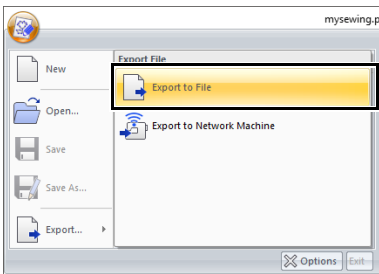 mysewing.p
New
Open...
Save
Save As...
Export...
Export File
Export to File
Export to Network Machine
Options
Exit